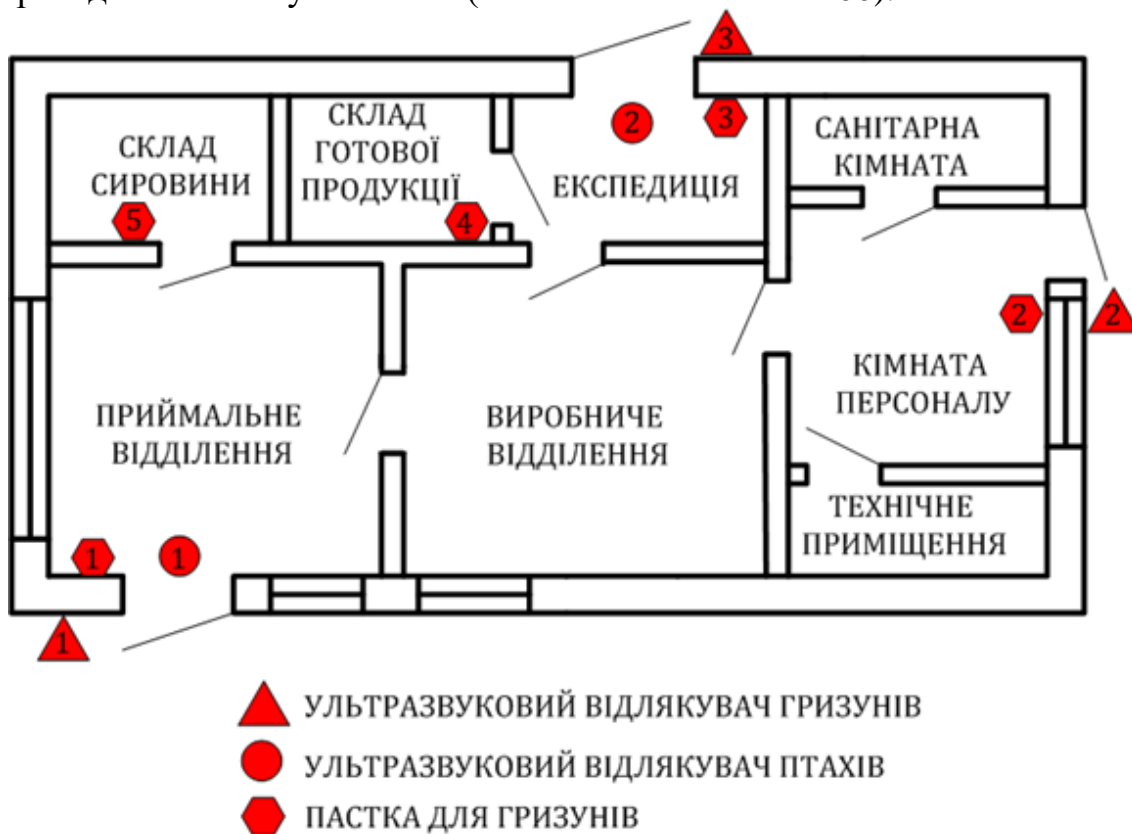 3
2
3
СКЛАД
СИРОВИНИ
5
СКЛАД
ГОТОВОЇ
ПРОДУКЦІЇ
4
ЕКСПЕДИЦІЯ
САНІТАРНА
КІМНАТА
2
2
КІМНАТА
ПЕРСОНАЛУ
ПРИЙМАЛЬНЕ
ВІДДІЛЕННЯ
ВИРОБНИЧЕ
ВІДДІЛЕННЯ
ТЕХНІЧНЕ
ПРИМІЩЕННЯ
1
1
1
УЛЬТРАЗВУКОВИЙ ВІДЛЯКУВАЧ ГРИЗУНІВ
УЛЬТРАЗВУКОВИЙ ВІДЛЯКУВАЧ ПТАХІВ
ПАСТКА ДЛЯ ГРИЗУНІВ